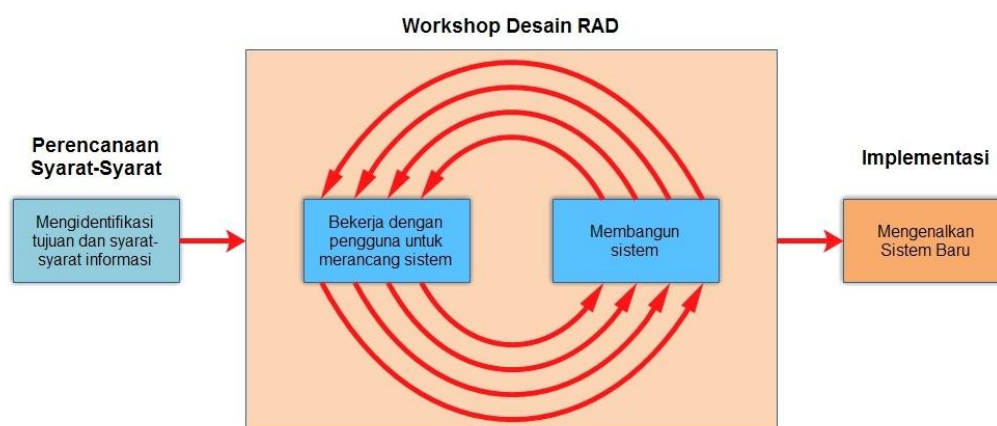 Workshop Desain RAD
Perencanaan
Syarat-Syarat
Mengidentifikasi
tujuan dan syarat-
syarat informasi
Bekerja dengan
pengguna untuk
merancang sistem
Membangun
sistem
Implementasi
Mengenalkan
Sistem Baru